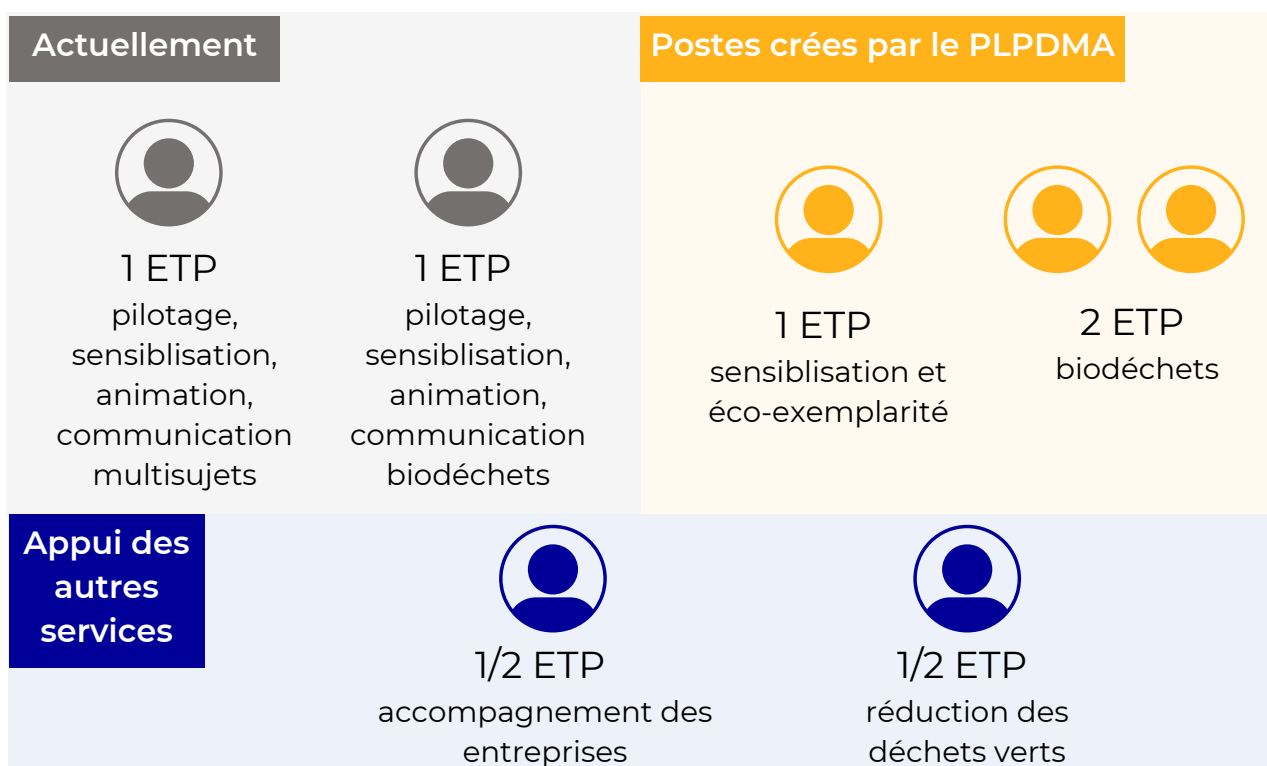 Actuellement
1 ETP
pilotage,
sensiblisation,
animation,
communication
multisujets
1 ETP
pilotage,
sensiblisation,
animation,
communication
biodéchets
Postes crées par le PLPDMA
1 ETP
sensiblisation et
éco-exemplarité
2 ETP
biodéchets
Appui des
autres
services
1/2 ETP
accompagnement des
entreprises
1/2 ETP
réduction des
déchets verts